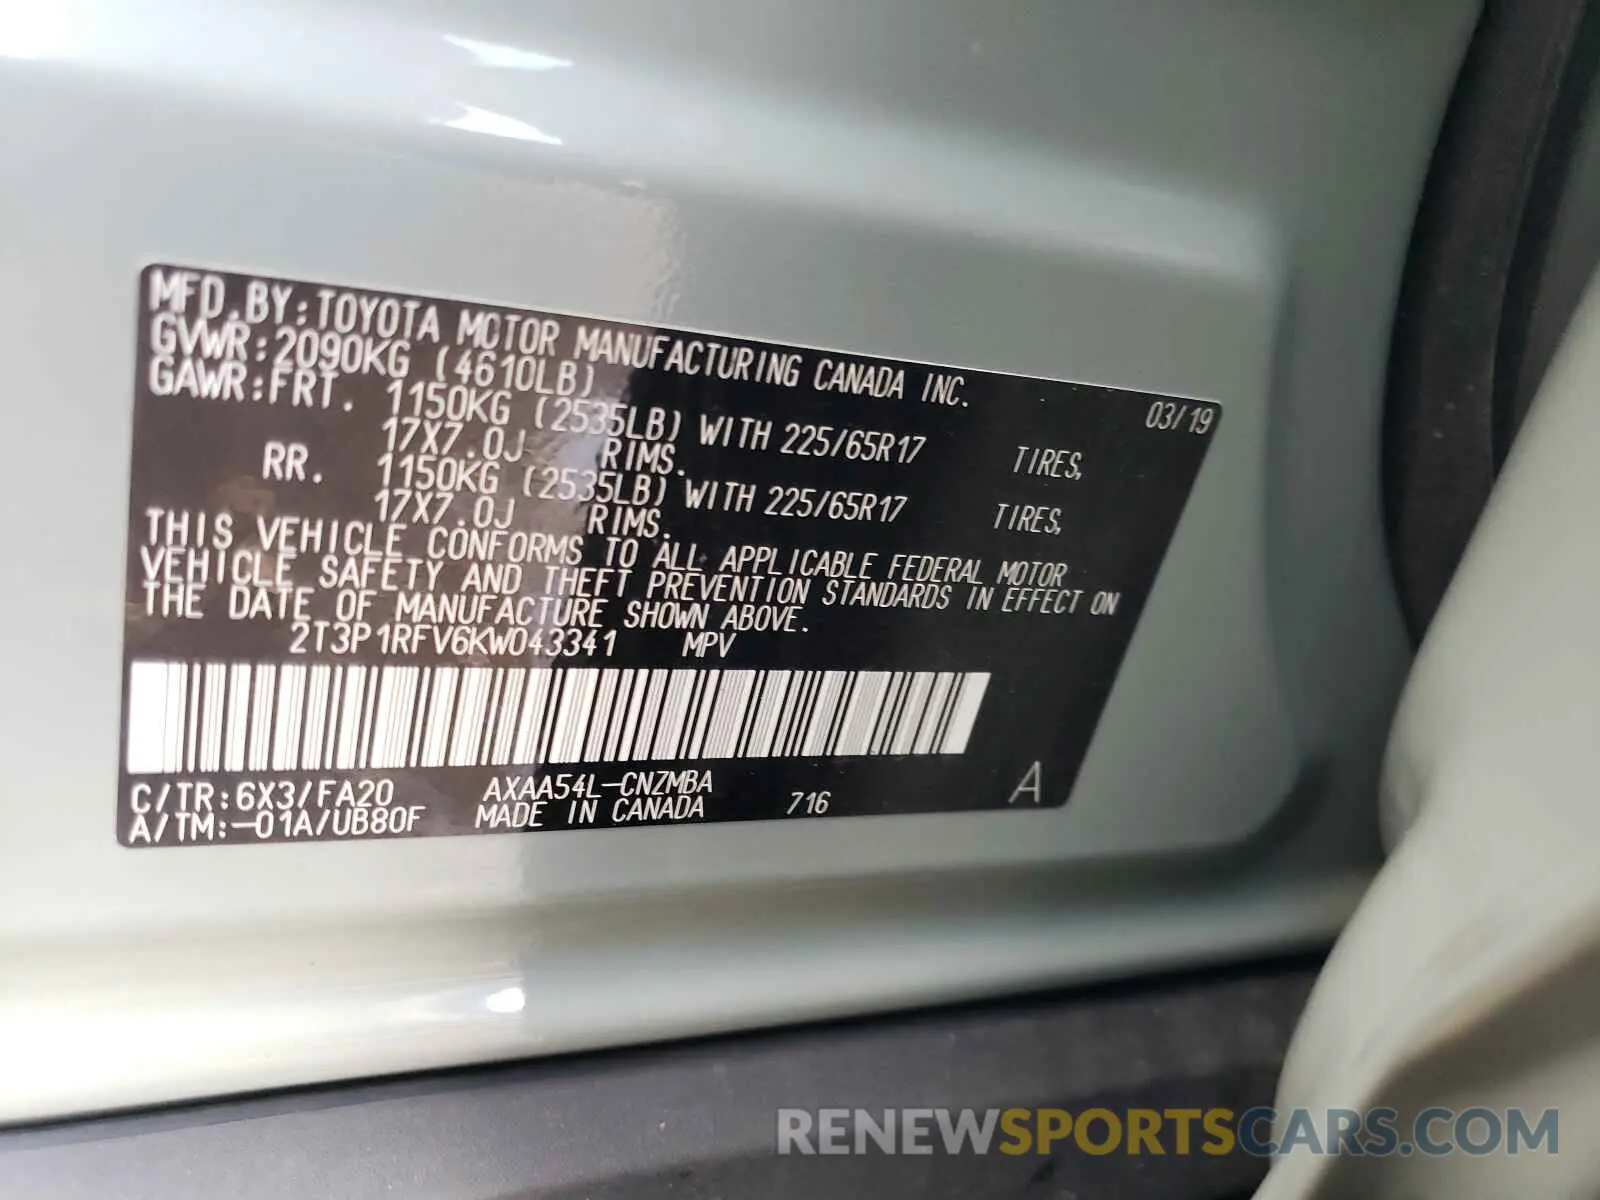 MFD.BY:TOYOTA MOTOR MANUFACTURING CANADA INC. 03/19
GVWR:2090KG (4610LB)
GAWR:FRT. 1150KG (2535LB) WITH 225/65R17 TIRES,
17X7.0J RIMS.
RR. 1150KG (2535LB) WITH 225/65R17 TIRES,
17X7.0J RIMS.
THIS VEHICLE CONFORMS TO ALL APPLICABLE FEDERAL MOTOR
VEHICLE SAFETY AND THEFT PREVENTION STANDARDS IN EFFECT ON
THE DATE OF MANUFACTURE SHOWN ABOVE.
2T3P1RFV6KW043341 MPV
C/TR:6X3/FA20 AXAA54L-CNZMBA
A/TM:-01A/UB80F MADE IN CANADA 716 A
RENEWSPORTSCARS.COM